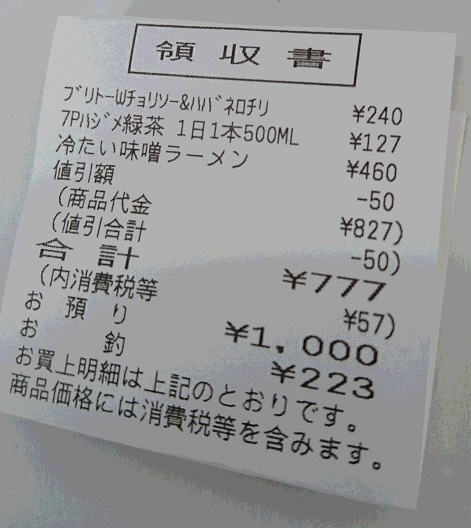 領収書
ブリトーWチョリソー&ハバネロチリ ¥240
7Pハジメ緑茶 1日1本500ML ¥127
冷たい味噌ラーメン ¥460
値引額 -50
(商品代金 ¥827)
(値引合計 -50)
合 計 ¥777
(内消費税等 ¥57)
お 預 り ¥1,000
お 釣 ¥223
お買上明細は上記のとおりです。
商品価格には消費税等を含みます。